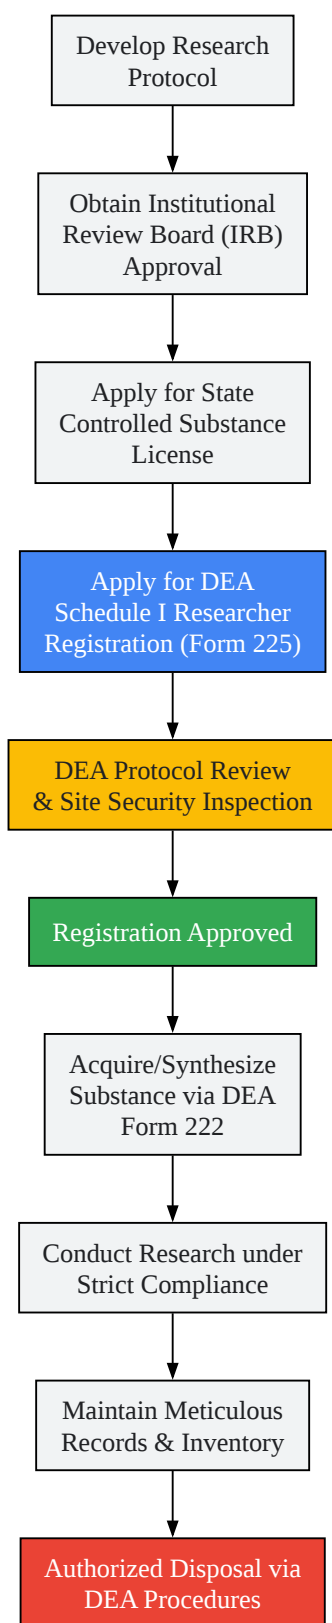 Develop Research
Protocol
Obtain Institutional
Review Board (IRB)
Approval
Apply for State
Controlled Substance
License
Apply for DEA
Schedule I Researcher
Registration (Form 225)
DEA Protocol Review
& Site Security Inspection
Registration Approved
Acquire/Synthesize
Substance via DEA
Form 222
Conduct Research under
Strict Compliance
Maintain Meticulous
Records & Inventory
Authorized Disposal via
DEA Procedures